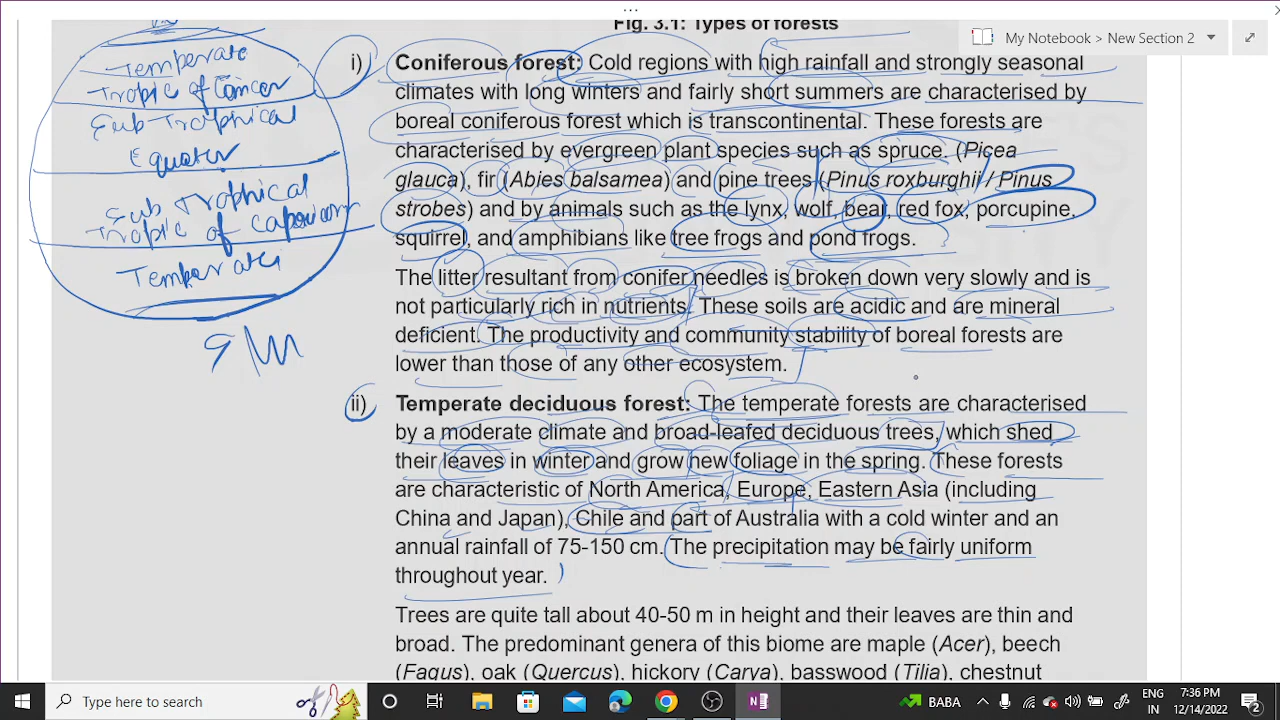 ...
Fig. 3.1: Types of forests
My Notebook > New Section 2
Temperate
Tropic of Cancer
Sub Trophical
Equater
Sub Trophical
Tropic of Capricorn
Temperate
i) Coniferous forest: Cold regions with high rainfall and strongly seasonal
climates with long winters and fairly short summers are characterised by
boreal coniferous forest which is transcontinental. These forests are
characterised by evergreen plant species such as spruce. (Picea
glauca), fir (Abies balsamea) and pine trees (Pinus roxburghii / Pinus
strobes) and by animals such as the lynx, wolf, bear, red fox, porcupine,
squirrel, and amphibians like tree frogs and pond frogs.
The litter resultant from conifer needles is broken down very slowly and is
not particularly rich in nutrients. These soils are acidic and are mineral
deficient. The productivity and community stability of boreal forests are
lower than those of any other ecosystem.
ii) Temperate deciduous forest: The temperate forests are characterised
by a moderate climate and broad-leafed deciduous trees, which shed
their leaves in winter and grow new foliage in the spring. These forests
are characteristic of North America, Europe, Eastern Asia (including
China and Japan), Chile and part of Australia with a cold winter and an
annual rainfall of 75-150 cm. The precipitation may be fairly uniform
throughout year.
Trees are quite tall about 40-50 m in height and their leaves are thin and
broad. The predominant genera of this biome are maple (Acer), beech
(Fagus), oak (Quercus), hickory (Carya), basswood (Tilia), chestnut
Type here to search
BABA
ENG
IN
7:36 PM
12/14/2022
2